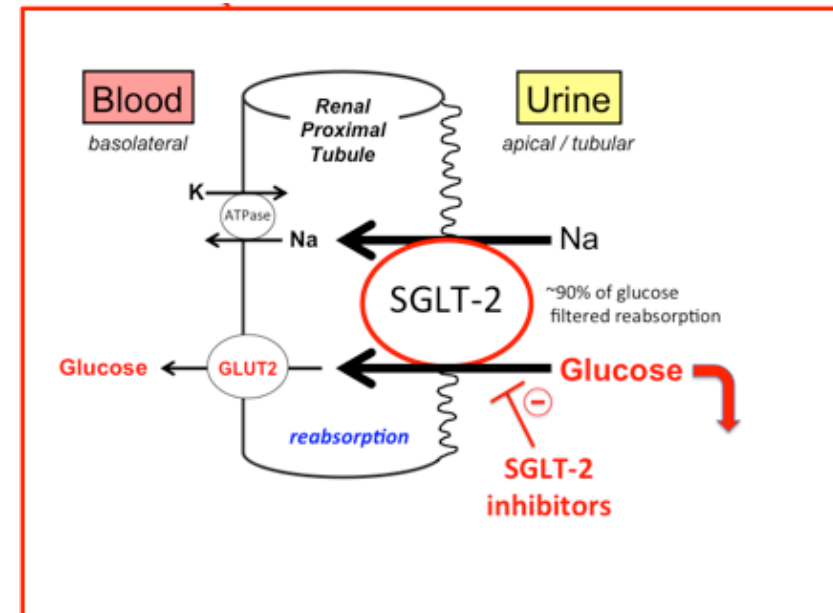 Blood
basolateral
Renal
Proximal
Tubule
Urine
apical / tubular
K
ATPase
Na
Na
SGLT-2
~90% of glucose
filtered reabsorption
Glucose
GLUT2
Glucose
reabsorption
SGLT-2
inhibitors